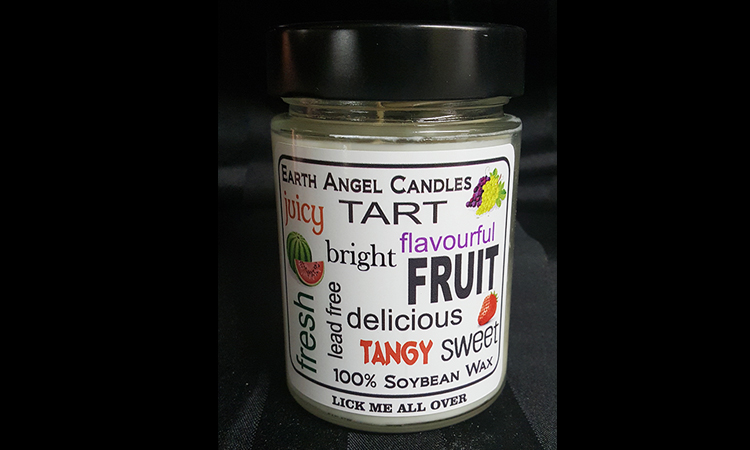 EARTH ANGEL CANDLES
juicy
TART
flavourful
bright
FRUIT
fresh
lead free
delicious
TANGY
sweet
100% SOYBEAN WAX
LICK ME ALL OVER